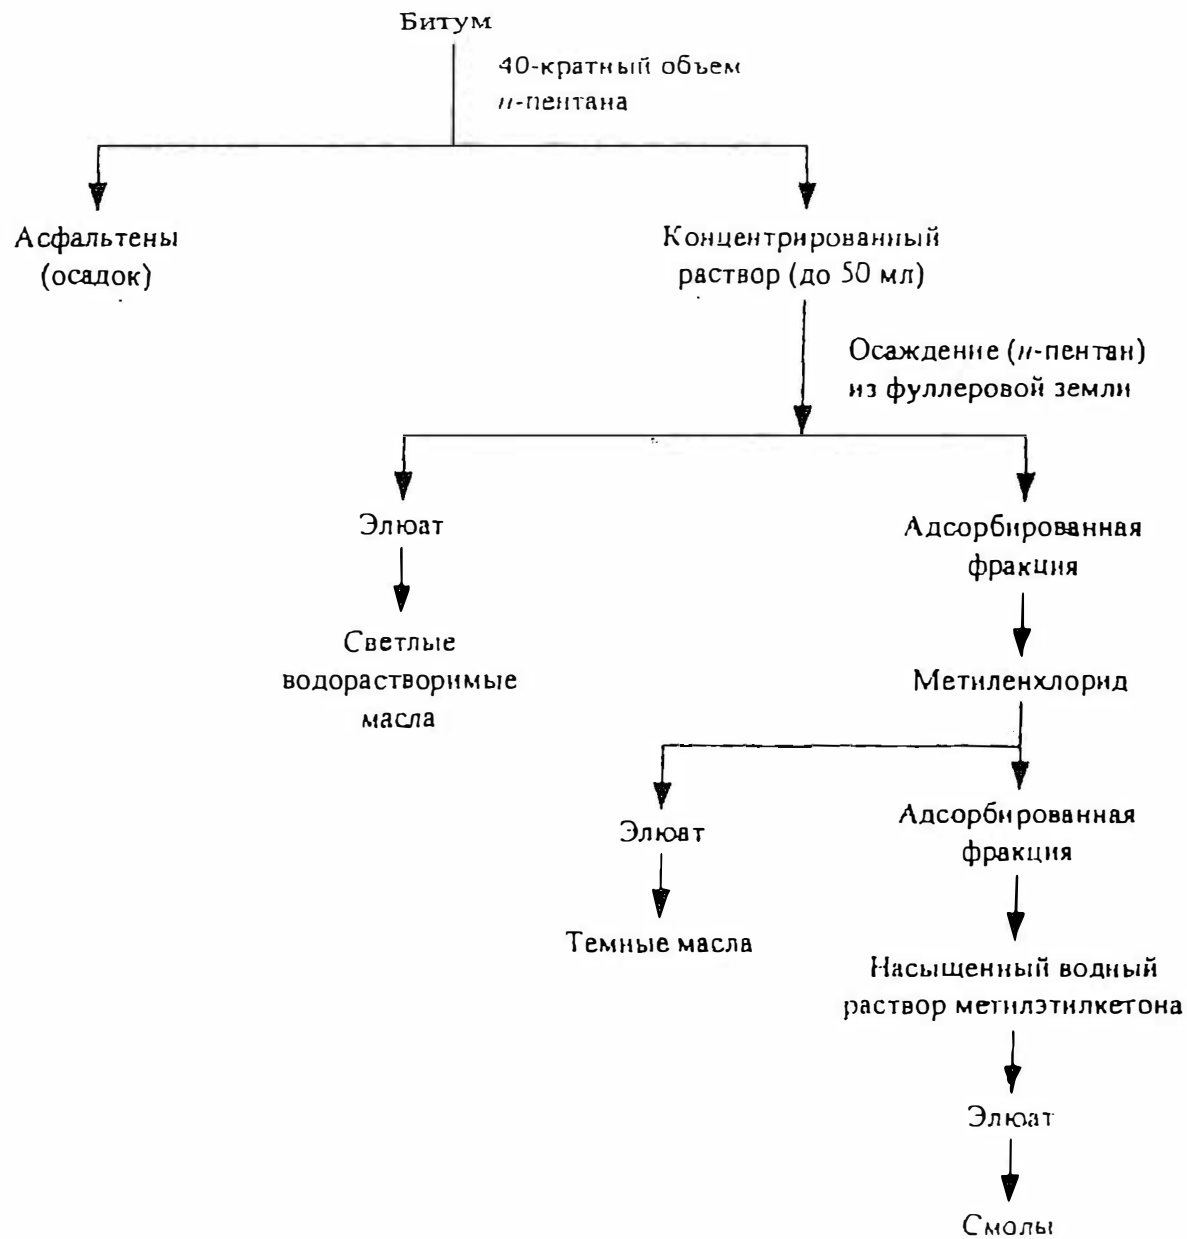 Битум
40-кратный объем
н-пентана
Асфальтены
(осадок)
Концентрированный
раствор (до 50 мл)
Осаждение (н-пентан)
из фуллеровой земли
Элюат
Адсорбированная
фракция
Светлые
водорастворимые
масла
Метиленхлорид
Элюат
Адсорбированная
фракция
Темные масла
Насыщенный водный
раствор метилэтилкетона
Элюат
Смолы